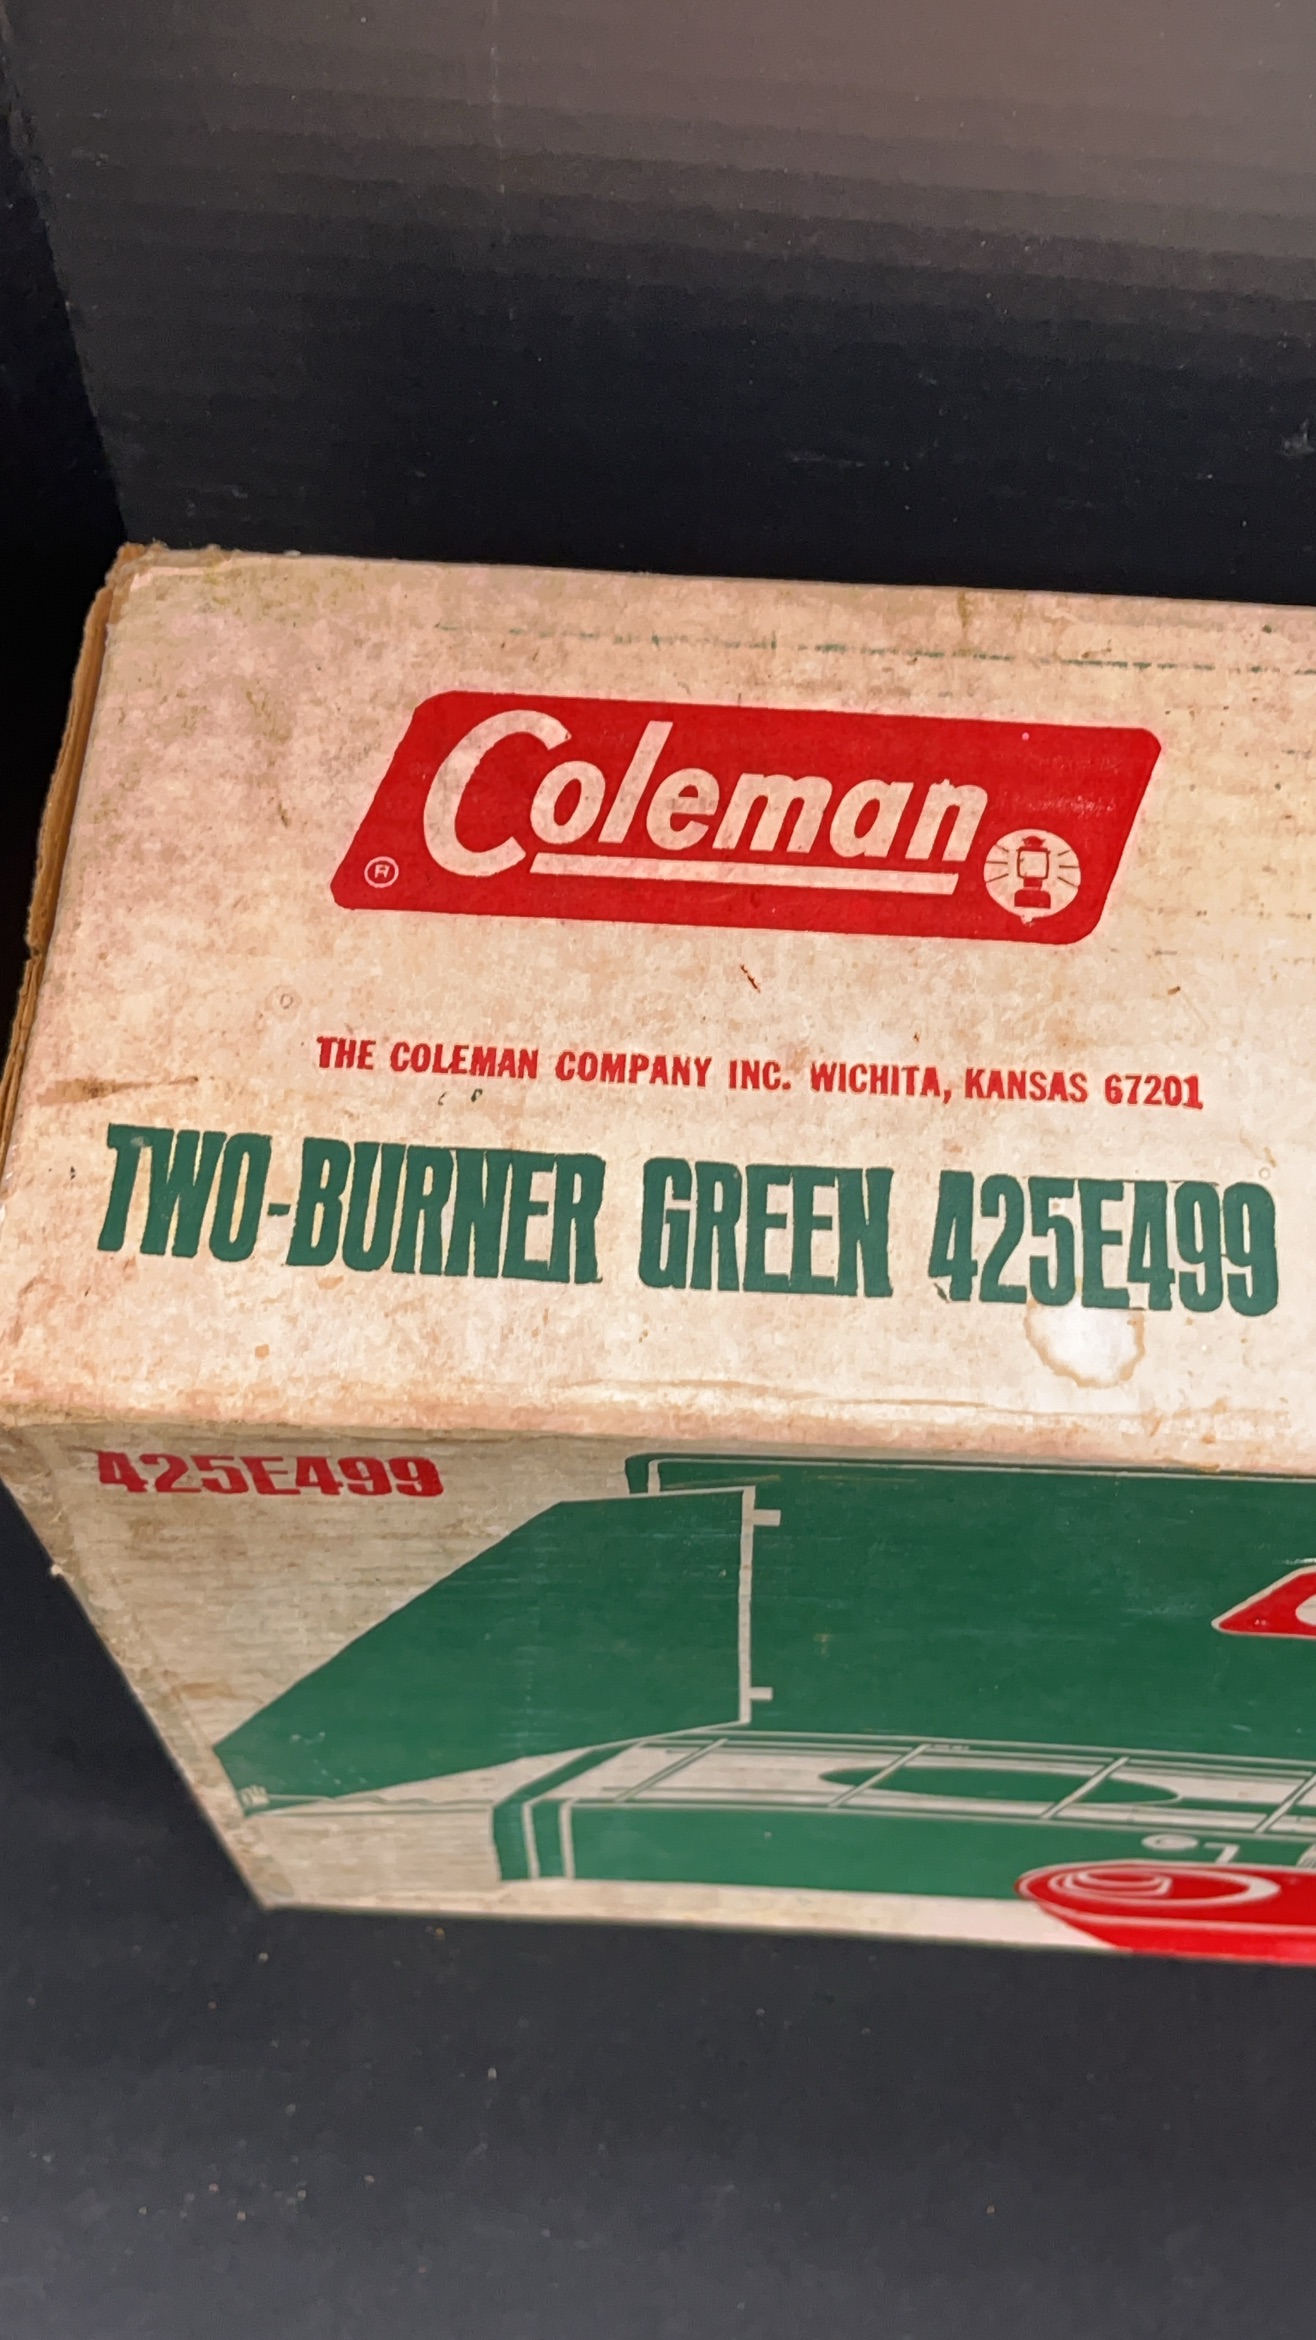 Coleman
®
THE COLEMAN COMPANY INC. WICHITA, KANSAS 67201
TWO-BURNER GREEN 425E499
425E499